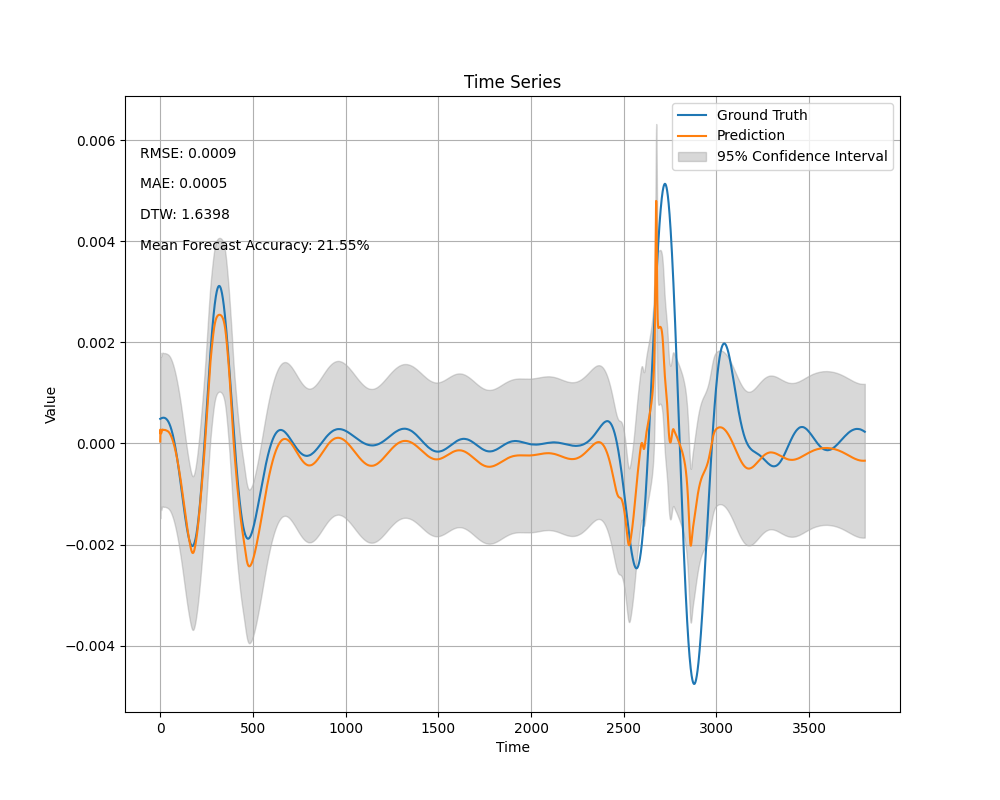 Time Series
Ground Truth
Prediction
95% Confidence Interval
RMSE: 0.0009
MAE: 0.0005
DTW: 1.6398
Mean Forecast Accuracy: 21.55%
Value
0.006
0.004
0.002
0.000
−0.002
−0.004
0 500 1000 1500 2000 2500 3000 3500
Time